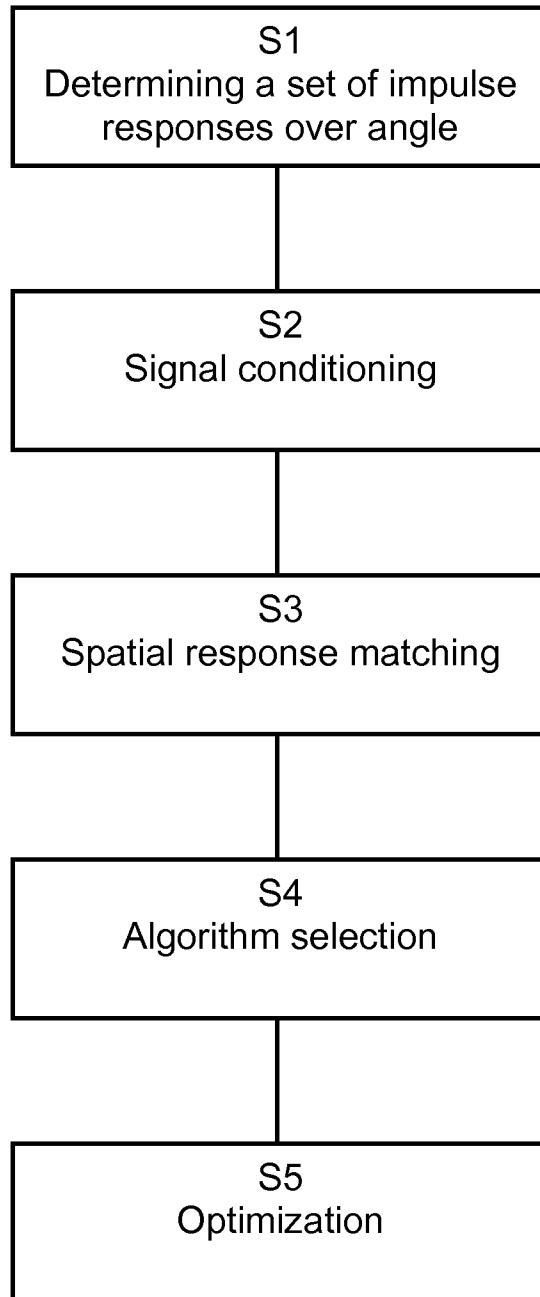 S1
Determining a set of impulse
responses over angle
S2
Signal conditioning
S3
Spatial response matching
S4
Algorithm selection
S5
Optimization